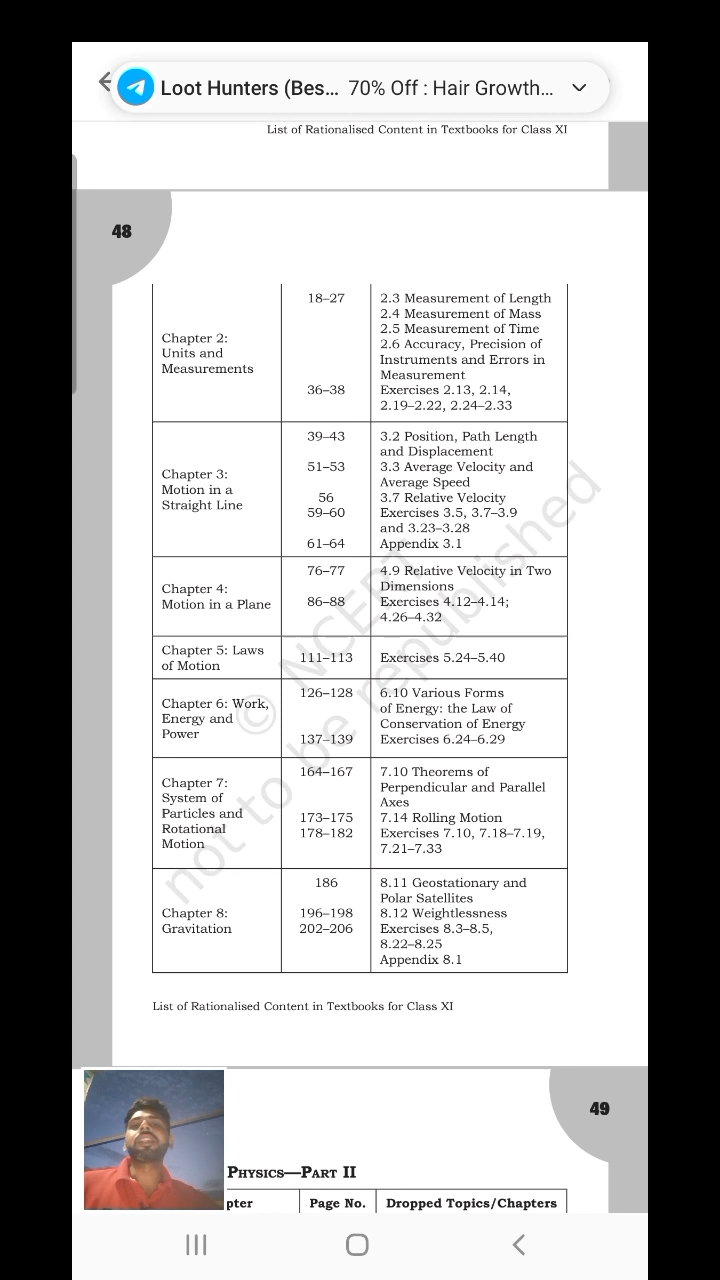 Loot Hunters (Bes... 70% Off : Hair Growth...
List of Rationalised Content in Textbooks for Class XI
48
Chapter 2:
Units and
Measurements
18–27
36–38
2.3 Measurement of Length
2.4 Measurement of Mass
2.5 Measurement of Time
2.6 Accuracy, Precision of
Instruments and Errors in
Measurement
Exercises 2.13, 2.14,
2.19–2.22, 2.24–2.33
Chapter 3:
Motion in a
Straight Line
39–43
51–53
56
59–60
61–64
3.2 Position, Path Length
and Displacement
3.3 Average Velocity and
Average Speed
3.7 Relative Velocity
Exercises 3.5, 3.7–3.9
and 3.23–3.28
Appendix 3.1
Chapter 4:
Motion in a Plane
76–77
86–88
4.9 Relative Velocity in Two
Dimensions
Exercises 4.12–4.14;
4.26–4.32
Chapter 5: Laws
of Motion
111–113
Exercises 5.24–5.40
Chapter 6: Work,
Energy and
Power
126–128
137–139
6.10 Various Forms
of Energy: the Law of
Conservation of Energy
Exercises 6.24–6.29
Chapter 7:
System of
Particles and
Rotational
Motion
164–167
173–175
178–182
7.10 Theorems of
Perpendicular and Parallel
Axes
7.14 Rolling Motion
Exercises 7.10, 7.18–7.19,
7.21–7.33
Chapter 8:
Gravitation
186
196–198
202–206
8.11 Geostationary and
Polar Satellites
8.12 Weightlessness
Exercises 8.3–8.5,
8.22–8.25
Appendix 8.1
© NCERT
not to be republished
List of Rationalised Content in Textbooks for Class XI
49
Physics—Part II
pter
Page No.
Dropped Topics/Chapters